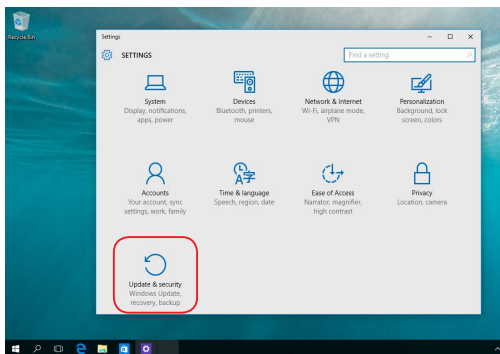 Recycle Bin
Settings
SETTINGS
Find a setting
System
Display, notifications,
apps, power
Devices
Bluetooth, printers,
mouse
Network & Internet
Wi-Fi, airplane mode,
VPN
Personalization
Background, lock
screen, colors
Accounts
Your account, sync
settings, work, family
Time & language
Speech, region, date
Ease of Access
Narrator, magnifier,
high contrast
Privacy
Location, camera
Update & security
Windows Update,
recovery, backup